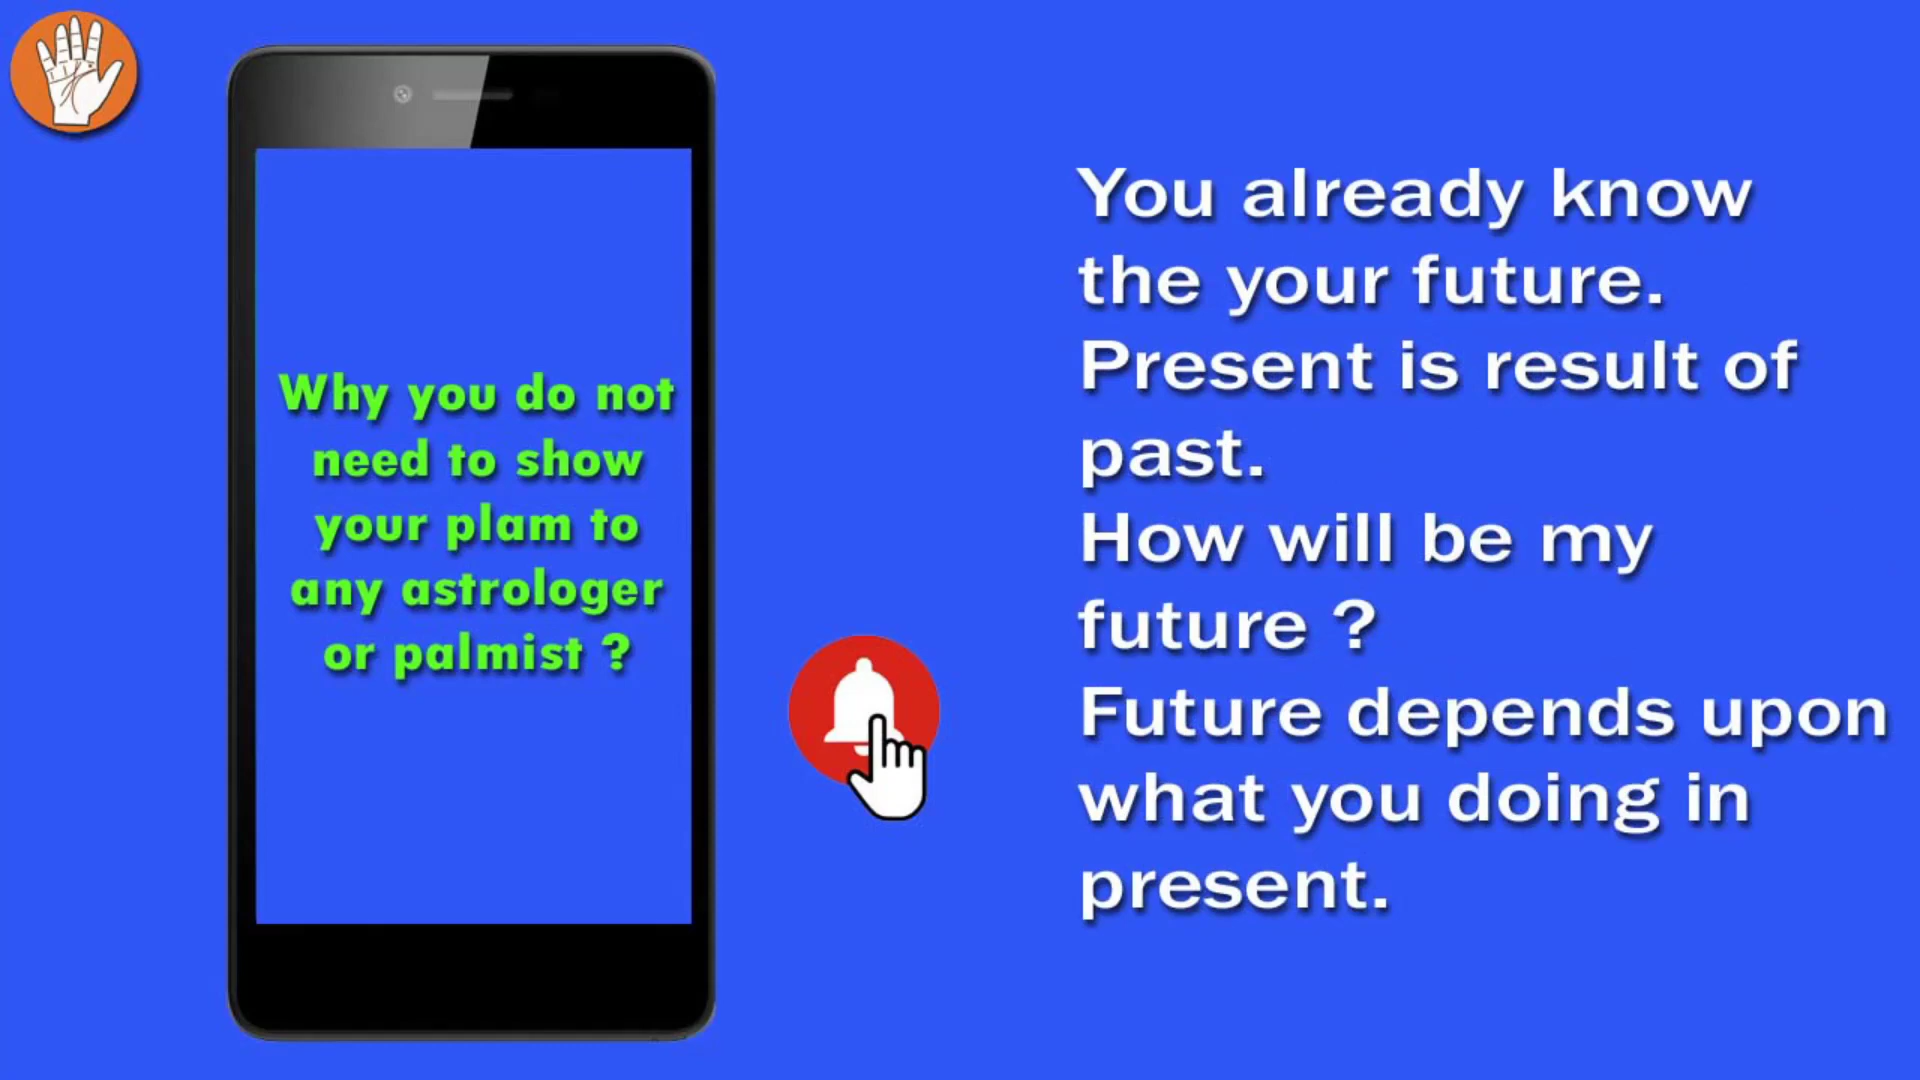 Why you do not
need to show
your plam to
any astrologer
or palmist ?
You already know
the your future.
Present is result of
past.
How will be my
future ?
Future depends upon
what you doing in
present.